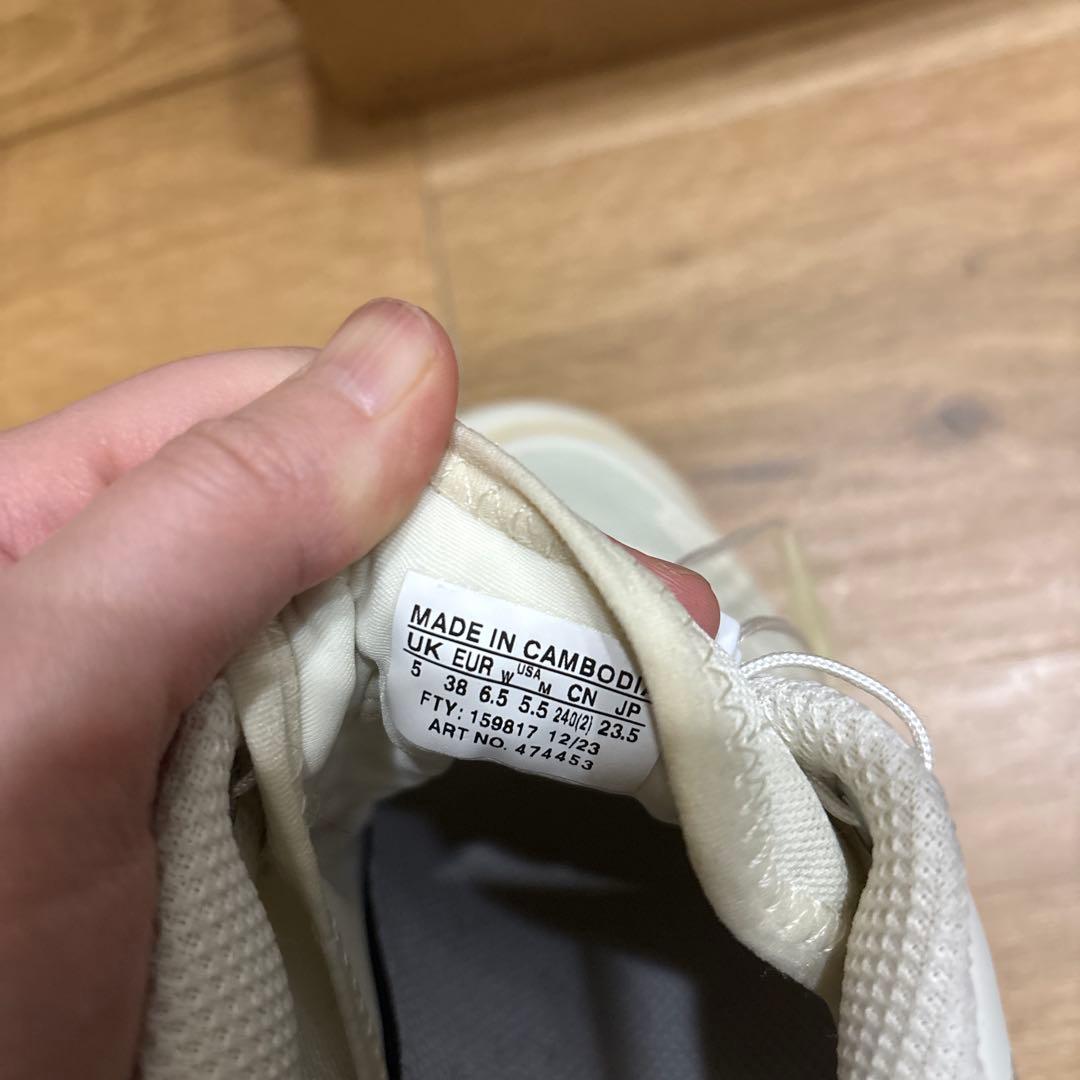 MADE IN CAMBODIA
UK EUR W USA M CN JP
5 38 6.5 5.5 240(2) 23.5
FTY: 159817 12/23
ART NO. 474453